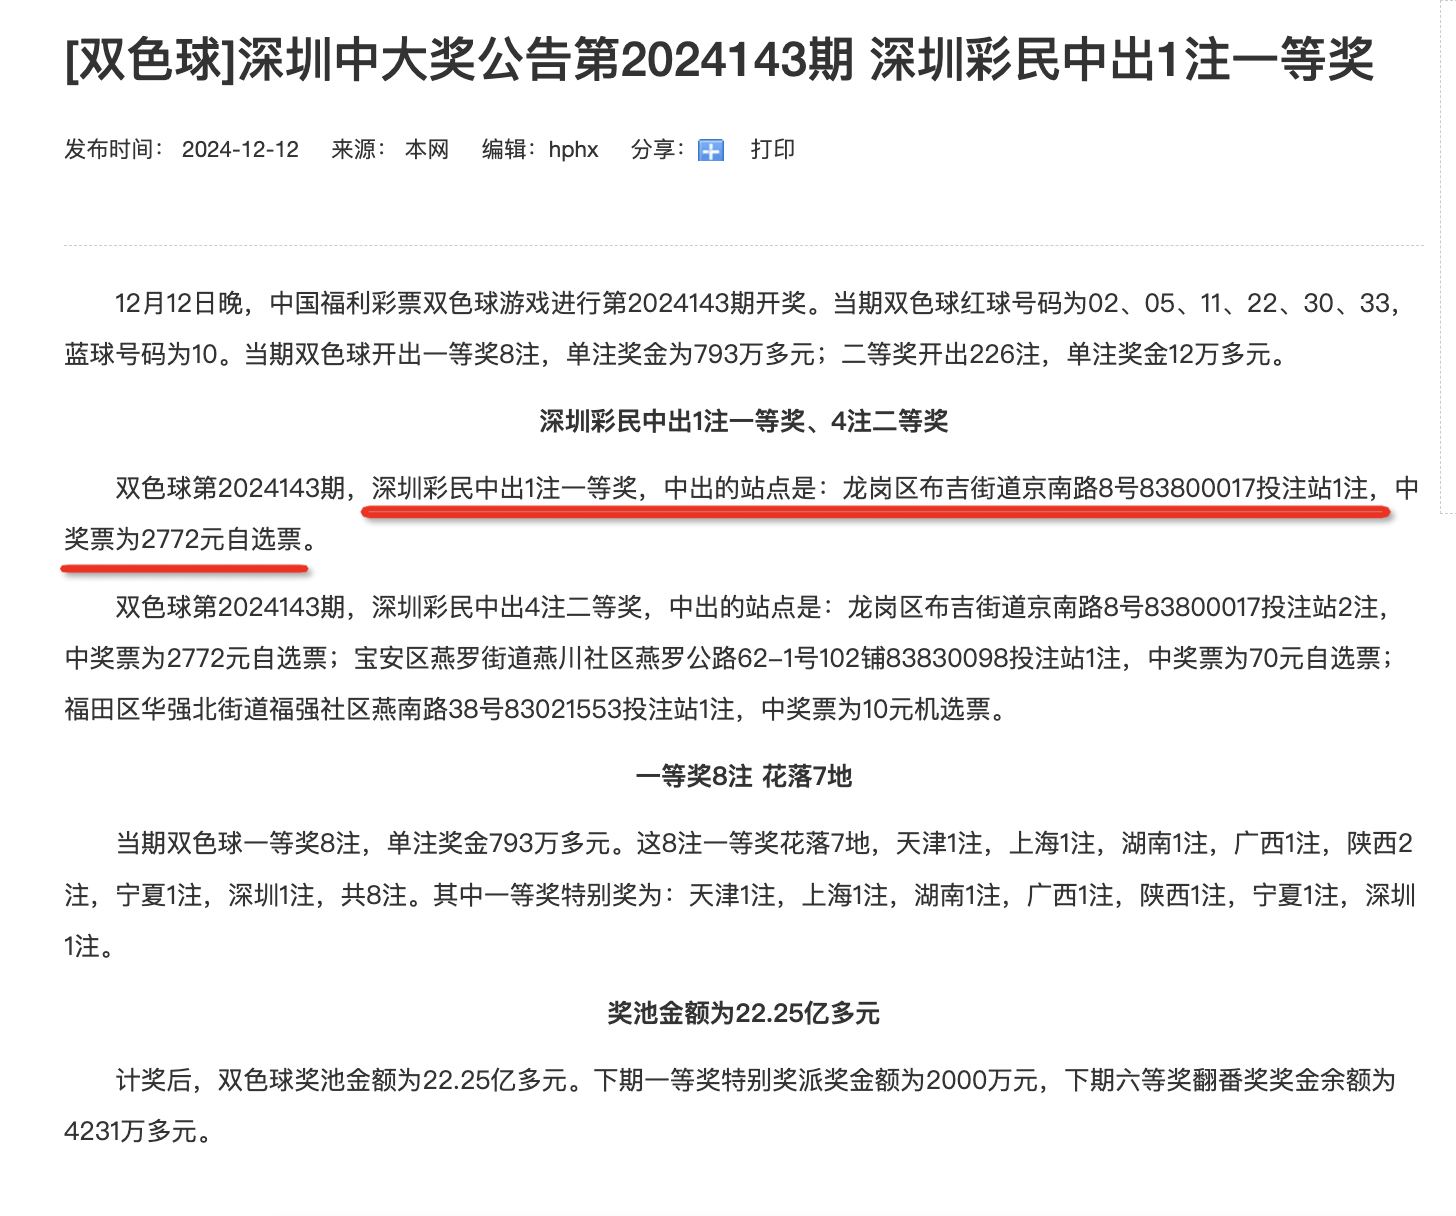 [双色球]深圳中大奖公告第2024143期 深圳彩民中出1注一等奖
发布时间： 2024-12-12 来源： 本网 编辑：hphx 分享： 打印
12月12日晚，中国福利彩票双色球游戏进行第2024143期开奖。当期双色球红球号码为02、05、11、22、30、33，
蓝球号码为10。当期双色球开出一等奖8注，单注奖金为793万多元；二等奖开出226注，单注奖金12万多元。
深圳彩民中出1注一等奖、4注二等奖
双色球第2024143期，深圳彩民中出1注一等奖，中出的站点是：龙岗区布吉街道京南路8号83800017投注站1注，中
奖票为2772元自选票。
双色球第2024143期，深圳彩民中出4注二等奖，中出的站点是：龙岗区布吉街道京南路8号83800017投注站2注，
中奖票为2772元自选票；宝安区燕罗街道燕川社区燕罗公路62-1号102铺83830098投注站1注，中奖票为70元自选票；
福田区华强北街道福强社区燕南路38号83021553投注站1注，中奖票为10元机选票。
一等奖8注 花落7地
当期双色球一等奖8注，单注奖金793万多元。这8注一等奖花落7地，天津1注，上海1注，湖南1注，广西1注，陕西2
注，宁夏1注，深圳1注，共8注。其中一等奖特别奖为：天津1注，上海1注，湖南1注，广西1注，陕西1注，宁夏1注，深圳
1注。
奖池金额为22.25亿多元
计奖后，双色球奖池金额为22.25亿多元。下期一等奖特别奖派奖金额为2000万元，下期六等奖翻番奖奖金余额为
4231万多元。